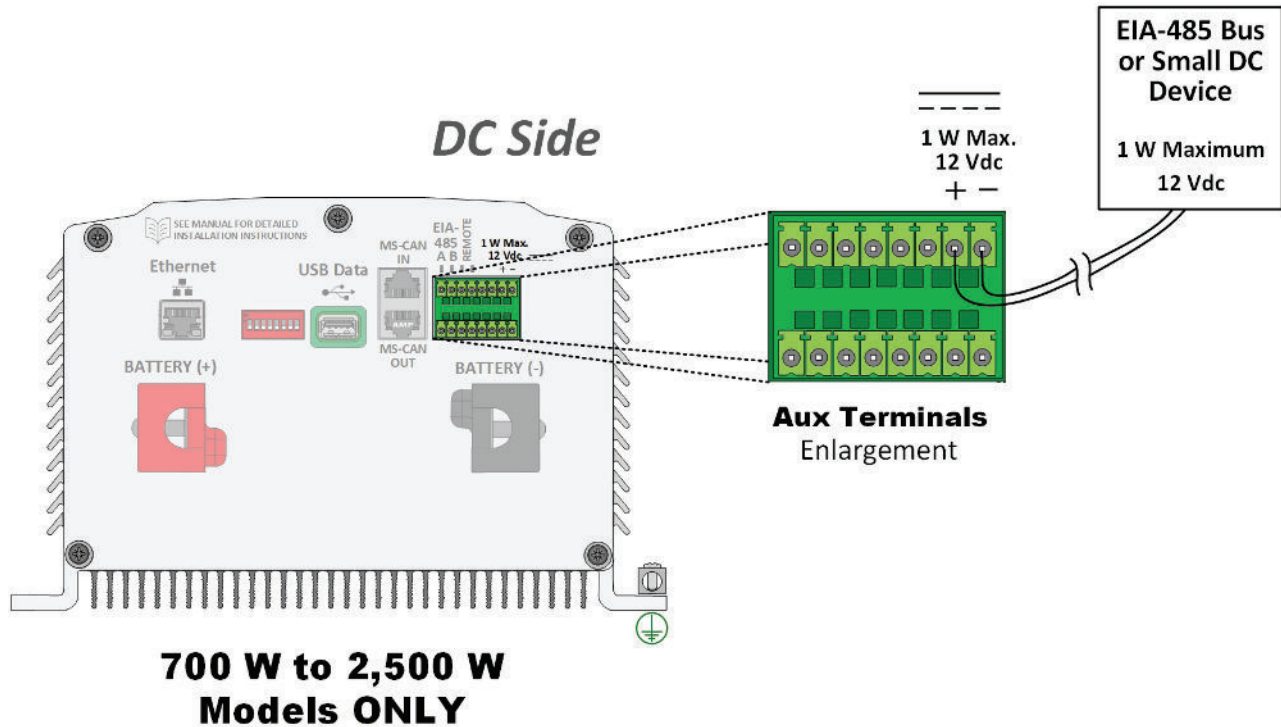 EIA-485 Bus
or Small DC
Device
1 W Maximum
12 Vdc
1 W Max.
12 Vdc
+ −
DC Side
SEE MANUAL FOR DETAILED
INSTALLATION INSTRUCTIONS
Ethernet
USB Data
MS-CAN
IN
MS-CAN
OUT
EIA-
485
A B
REMOTE
1 W Max.
12 Vdc
+ −
BATTERY (+)
BATTERY (-)
Aux Terminals
Enlargement
700 W to 2,500 W
Models ONLY